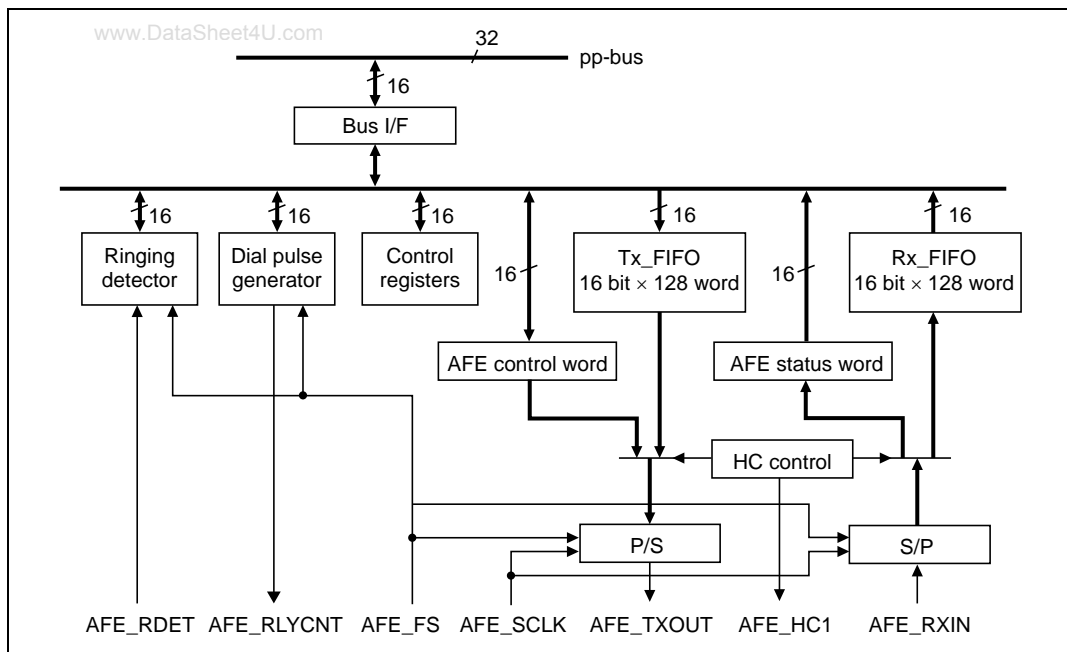 www.DataSheet4U.com
32
pp-bus
16
Bus I/F
16
16
16
16
16
Ringing
detector
Dial pulse
generator
Control
registers
16
Tx_FIFO
16 bit × 128 word
16
Rx_FIFO
16 bit × 128 word
AFE control word
AFE status word
HC control
P/S
S/P
AFE_RDET
AFE_RLYCNT
AFE_FS
AFE_SCLK
AFE_TXOUT
AFE_HC1
AFE_RXIN